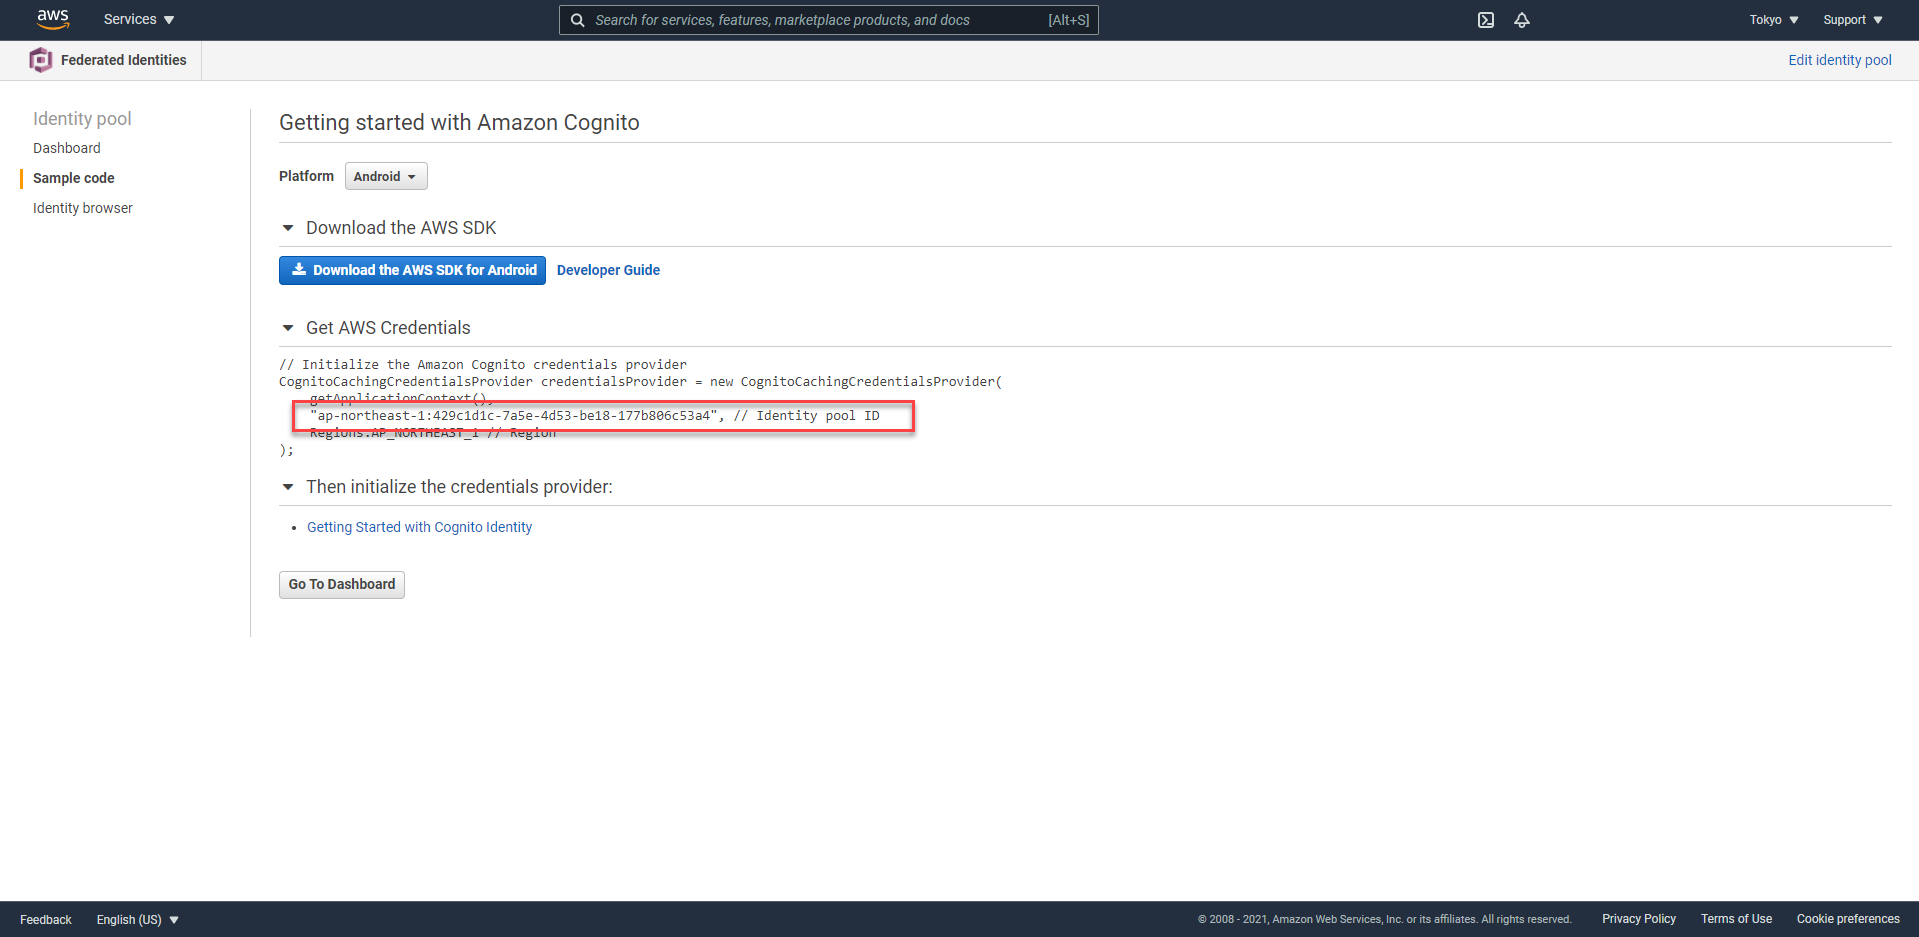 aws Services Search for services, features, marketplace products, and docs [Alt+S] Tokyo Support
Federated Identities Edit identity pool
Identity pool
Dashboard
Sample code
Identity browser
Getting started with Amazon Cognito
Platform Android
Download the AWS SDK
Download the AWS SDK for Android Developer Guide
Get AWS Credentials
// Initialize the Amazon Cognito credentials provider
CognitoCachingCredentialsProvider credentialsProvider = new CognitoCachingCredentialsProvider(
getApplicationContext(),
"ap-northeast-1:429c1d1c-7a5e-4d53-be18-177b806c53a4", // Identity pool ID
Regions.AP_NORTHEAST_1 // Region
);
Then initialize the credentials provider:
• Getting Started with Cognito Identity
Go To Dashboard
Feedback English (US) © 2008 - 2021, Amazon Web Services, Inc. or its affiliates. All rights reserved. Privacy Policy Terms of Use Cookie preferences